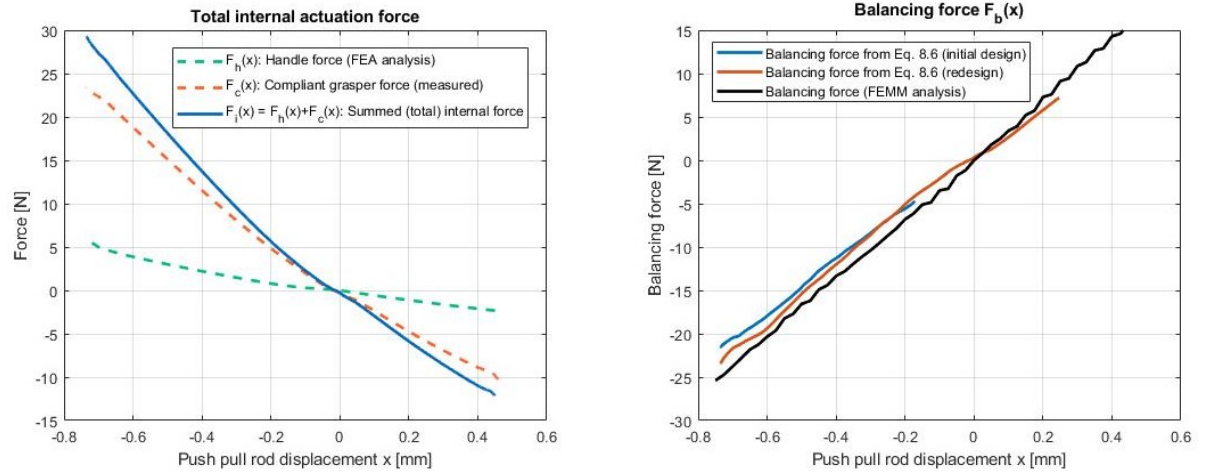 Total internal actuation force
30
25
20
15
10
5
0
-5
-10
-15
Force [N]
F_h(x): Handle force (FEA analysis)
F_c(x): Compliant grasper force (measured)
F_i(x) = F_h(x)+F_c(x): Summed (total) internal force
-0.8 -0.6 -0.4 -0.2 0 0.2 0.4 0.6
Push pull rod displacement x [mm]
Balancing force F_b(x)
15
10
5
0
-5
-10
-15
-20
-25
-30
Balancing force [N]
Balancing force from Eq. 8.6 (initial design)
Balancing force from Eq. 8.6 (redesign)
Balancing force (FEMM analysis)
-0.8 -0.6 -0.4 -0.2 0 0.2 0.4 0.6
Push pull rod displacement x [mm]